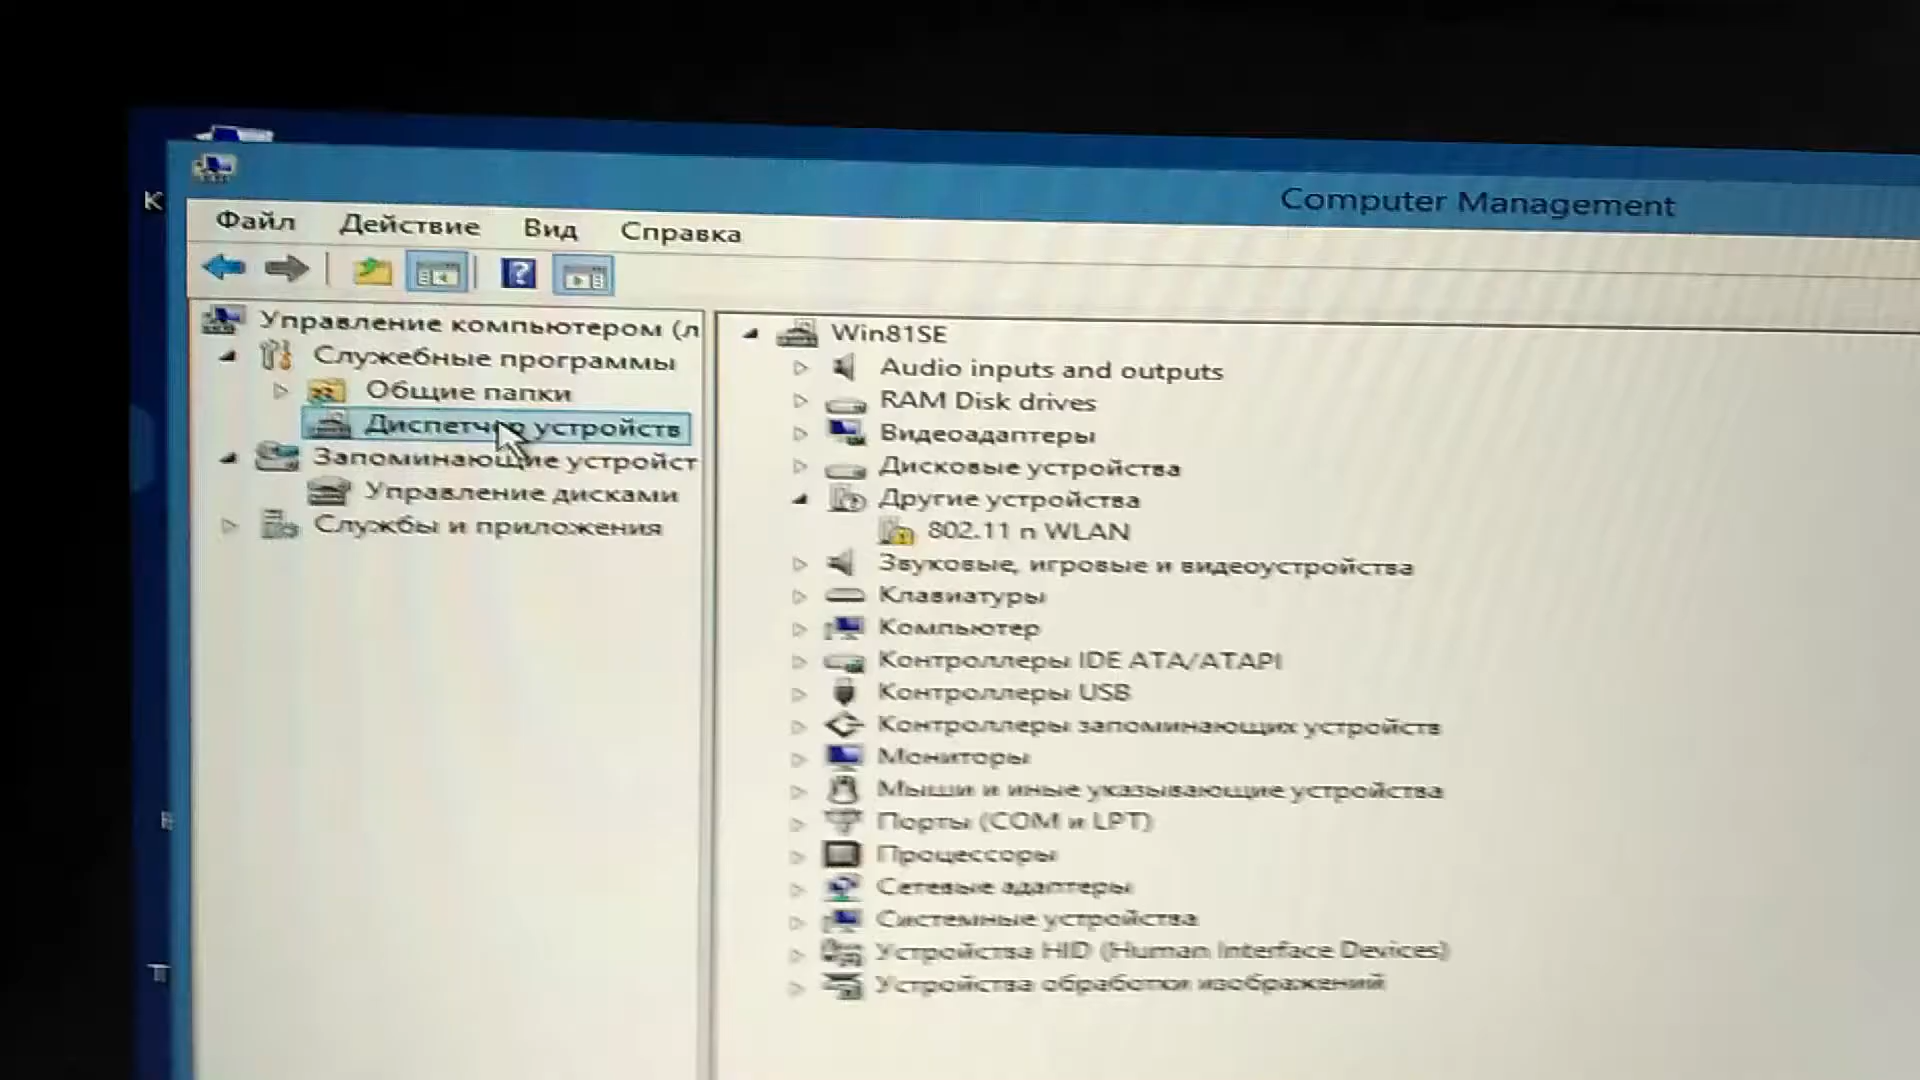 Computer Management
К
Файл Действие Вид Справка
Управление компьютером (л
Служебные программы
Общие папки
Диспетчер устройств
Запоминающие устройст
Управление дисками
Службы и приложения
Win81SE
Audio inputs and outputs
RAM Disk drives
Видеоадаптеры
Дисковые устройства
Другие устройства
802.11 n WLAN
Звуковые, игровые и видеоустройства
Клавиатуры
Компьютер
Контроллеры IDE ATA/ATAPI
Контроллеры USB
Контроллеры запоминающих устройств
Мониторы
Мыши и иные указывающие устройства
Порты (COM и LPT)
Процессоры
Сетевые адаптеры
Системные устройства
Устройства HID (Human Interface Devices)
Устройства обработки изображений